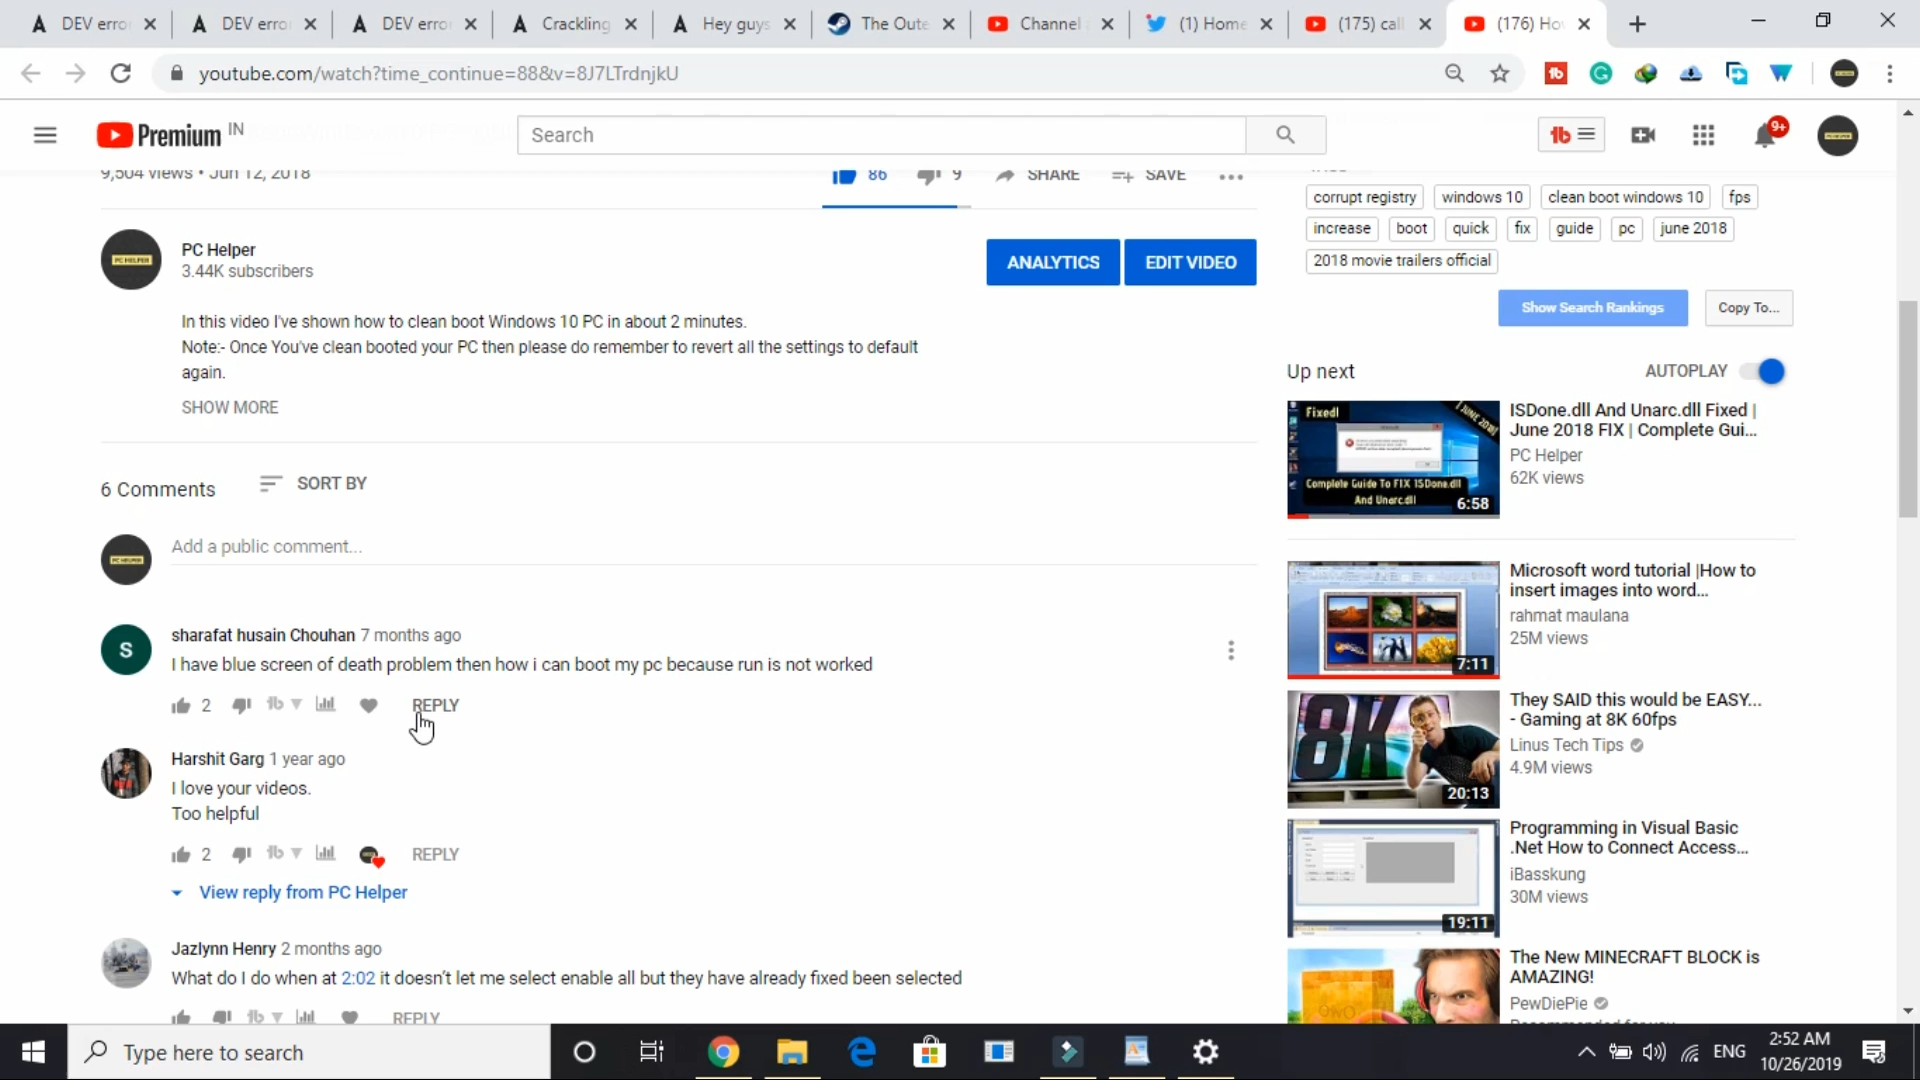 DEV erro
DEV erro
DEV erro
Crackling
Hey guys
The Oute
Channel
(1) Home
(175) cal
(176) Ho
youtube.com/watch?time_continue=88&v=8J7LTrdnjkU
Premium IN
Search
9+
9,504 views • Jun 12, 2018
86
9
SHARE
SAVE
PC HELPER
PC Helper
3.44K subscribers
ANALYTICS
EDIT VIDEO
In this video I've shown how to clean boot Windows 10 PC in about 2 minutes.
Note:- Once You've clean booted your PC then please do remember to revert all the settings to default
again.
SHOW MORE
6 Comments
SORT BY
Add a public comment...
S
sharafat husain Chouhan 7 months ago
I have blue screen of death problem then how i can boot my pc because run is not worked
2
REPLY
Harshit Garg 1 year ago
I love your videos.
Too helpful
2
REPLY
View reply from PC Helper
Jazlynn Henry 2 months ago
What do I do when at 2:02 it doesn't let me select enable all but they have already fixed been selected
REPLY
corrupt registry
windows 10
clean boot windows 10
fps
increase
boot
quick
fix
guide
pc
june 2018
2018 movie trailers official
Show Search Rankings
Copy To...
Up next
AUTOPLAY
Fixed!
JUNE 2018
Complete Guide To FIX ISDone.dll
And Unarc.dll
6:58
ISDone.dll And Unarc.dll Fixed |
June 2018 FIX | Complete Gui...
PC Helper
62K views
7:11
Microsoft word tutorial |How to
insert images into word...
rahmat maulana
25M views
8K
20:13
They SAID this would be EASY...
- Gaming at 8K 60fps
Linus Tech Tips
4.9M views
19:11
Programming in Visual Basic
.Net How to Connect Access...
iBasskung
30M views
The New MINECRAFT BLOCK is
AMAZING!
PewDiePie
Type here to search
ENG
2:52 AM
10/26/2019